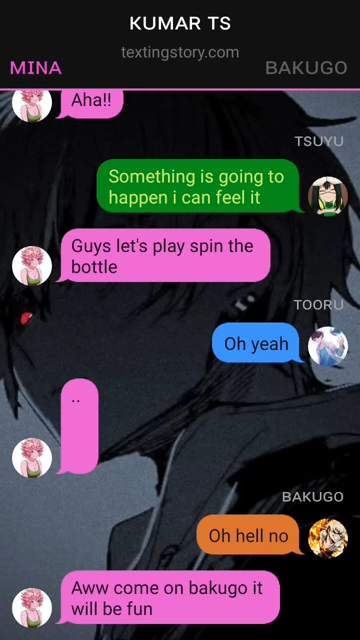 KUMAR TS
textingstory.com
MINA
BAKUGO
Aha!!
TSUYU
Something is going to
happen i can feel it
Guys let's play spin the
bottle
TOORU
Oh yeah
..
BAKUGO
Oh hell no
Aww come on bakugo it
will be fun